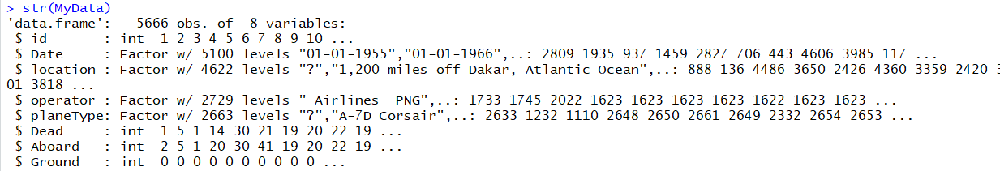 > str(MyData)
'data.frame':   5666 obs. of  8 variables:
 $ id       : int  1 2 3 4 5 6 7 8 9 10 ...
 $ Date     : Factor w/ 5100 levels "01-01-1955","01-01-1966",..: 2809 1935 937 1459 2827 706 443 4606 3985 117 ...
 $ location : Factor w/ 4622 levels "?","1,200 miles off Dakar, Atlantic Ocean",..: 888 136 4486 3650 2426 4360 3359 2420
01 3818 ...
 $ operator : Factor w/ 2729 levels " Airlines  PNG",..: 1733 1745 2022 1623 1623 1623 1623 1622 1623 1623 ...
 $ planeType: Factor w/ 2663 levels "?","A-7D Corsair",..: 2633 1232 1110 2648 2650 2661 2649 2332 2654 2653 ...
 $ Dead     : int  1 5 1 14 30 21 19 20 22 19 ...
 $ Aboard   : int  2 5 1 20 30 41 19 20 22 19 ...
 $ Ground   : int  0 0 0 0 0 0 0 0 0 0 ...